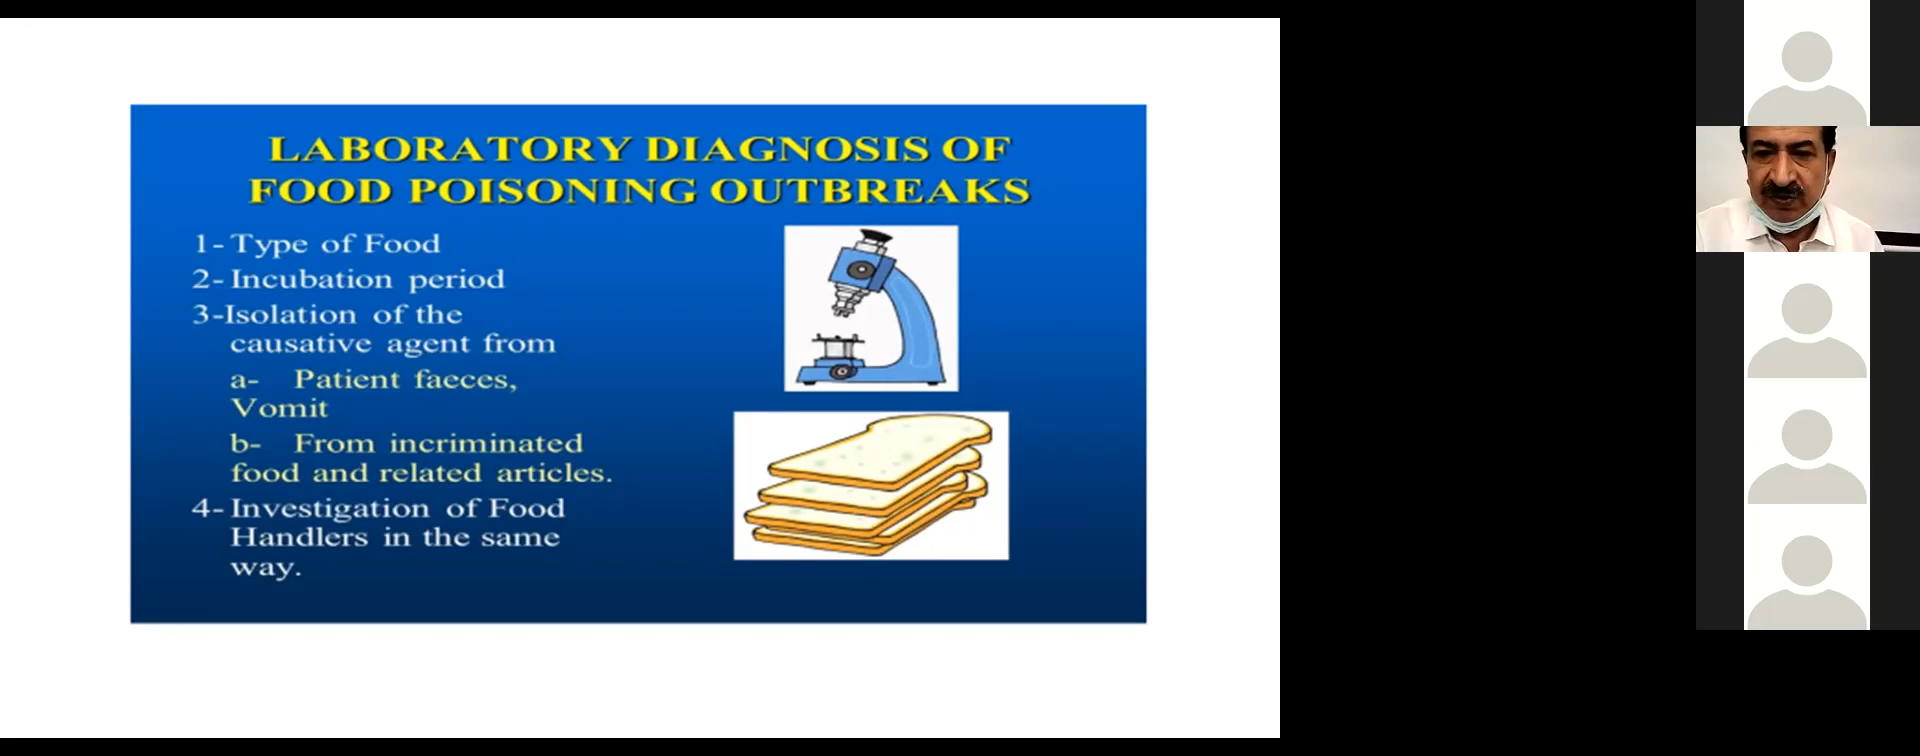 LABORATORY DIAGNOSIS OF
FOOD POISONING OUTBREAKS
1- Type of Food
2- Incubation period
3-Isolation of the
causative agent from
a- Patient faeces,
Vomit
b- From incriminated
food and related articles.
4- Investigation of Food
Handlers in the same
way.